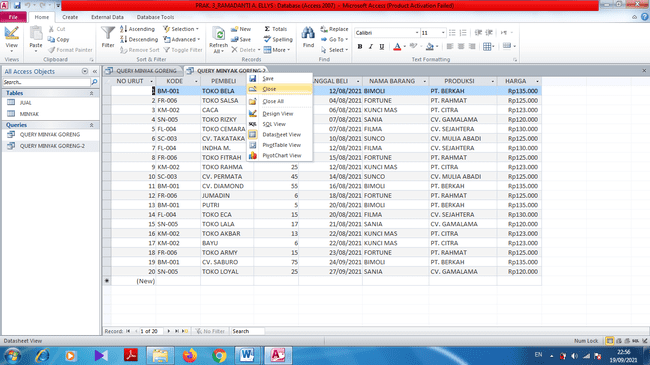 PRAK. 3_RAMADANTI A. ELLYS : Database (Access 2007) - Microsoft Access (Product Activation Failed)
File Home Create External Data Database Tools
View Paste Cut Copy Format Painter Filter Ascending Descending Remove Sort Selection Advanced Toggle Filter Refresh All New Save Delete Totals Spelling More Find Replace Go To Select Calibri 11
Views Clipboard Sort & Filter Records Find Text Formatting
All Access Objects
Search...
Tables
JUAL
MINYAK
Queries
QUERY MINYAK GORENG
QUERY MINYAK GORENG-2
QUERY MINYAK GORENG QUERY MINYAK GORENG-2
NO URUT KODE PEMBELI ANGGAL BELI NAMA BARANG PRODUKSI HARGA
1 BM-001 TOKO BELA 12/08/2021 BIMOLI PT. BERKAH Rp135.000
2 FR-006 TOKO SALSA 04/08/2021 FORTUNE PT. RAHMAT Rp125.000
3 KM-002 CACA 01/08/2021 KUNCI MAS PT. CITRA Rp123.000
4 SN-005 TOKO RIZKY 07/08/2021 SANIA CV. GAMALAMA Rp120.000
5 FL-004 TOKO CEMARA 08/08/2021 FILMA CV. SEJAHTERA Rp130.000
6 SC-003 CV. TAKATAKA 03/08/2021 SUNCO CV. MULIA ABADI Rp125.000
7 FL-004 INDHA M. 12/08/2021 FILMA CV. SEJAHTERA Rp130.000
8 FR-006 TOKO FITRAH 10/08/2021 FORTUNE PT. RAHMAT Rp125.000
9 KM-002 TOKO RAHMA 25 12/08/2021 KUNCI MAS PT. CITRA Rp123.000
10 SC-003 CV. PERMATA 45 14/08/2021 SUNCO CV. MULIA ABADI Rp125.000
11 BM-001 CV. DIAMOND 55 16/08/2021 BIMOLI PT. BERKAH Rp135.000
12 FR-006 JUMADIN 6 18/08/2021 FORTUNE PT. RAHMAT Rp125.000
13 BM-001 PUTRI 5 20/08/2021 BIMOLI PT. BERKAH Rp135.000
14 FL-004 TOKO ECA 15 20/08/2021 FILMA CV. SEJAHTERA Rp130.000
15 SN-005 TOKO LALA 17 21/08/2021 SANIA CV. GAMALAMA Rp120.000
16 KM-002 TOKO AKBAR 13 22/08/2021 KUNCI MAS PT. CITRA Rp123.000
17 KM-002 BAYU 6 22/08/2021 KUNCI MAS PT. CITRA Rp123.000
18 FR-006 TOKO ARMY 15 23/08/2021 FORTUNE PT. RAHMAT Rp125.000
19 BM-001 CV. SABURO 75 24/09/2021 BIMOLI PT. BERKAH Rp135.000
20 SN-005 TOKO LOYAL 25 27/09/2021 SANIA CV. GAMALAMA Rp120.000
(New)
Save
Close
Close All
Design View
SQL View
Datasheet View
PivotTable View
PivotChart View
Record: 1 of 20 No Filter Search
Datasheet View Num Lock
EN 22:56
19/09/2021